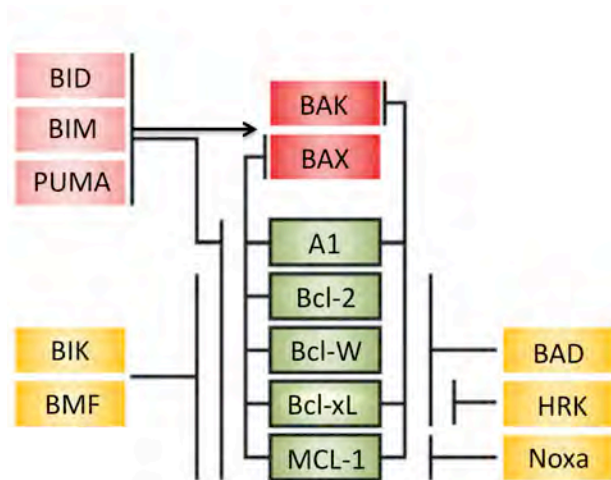 BID
BIM
PUMA
BAK
BAX
A1
Bcl-2
Bcl-W
Bcl-xL
MCL-1
BIK
BMF
BAD
HRK
Noxa